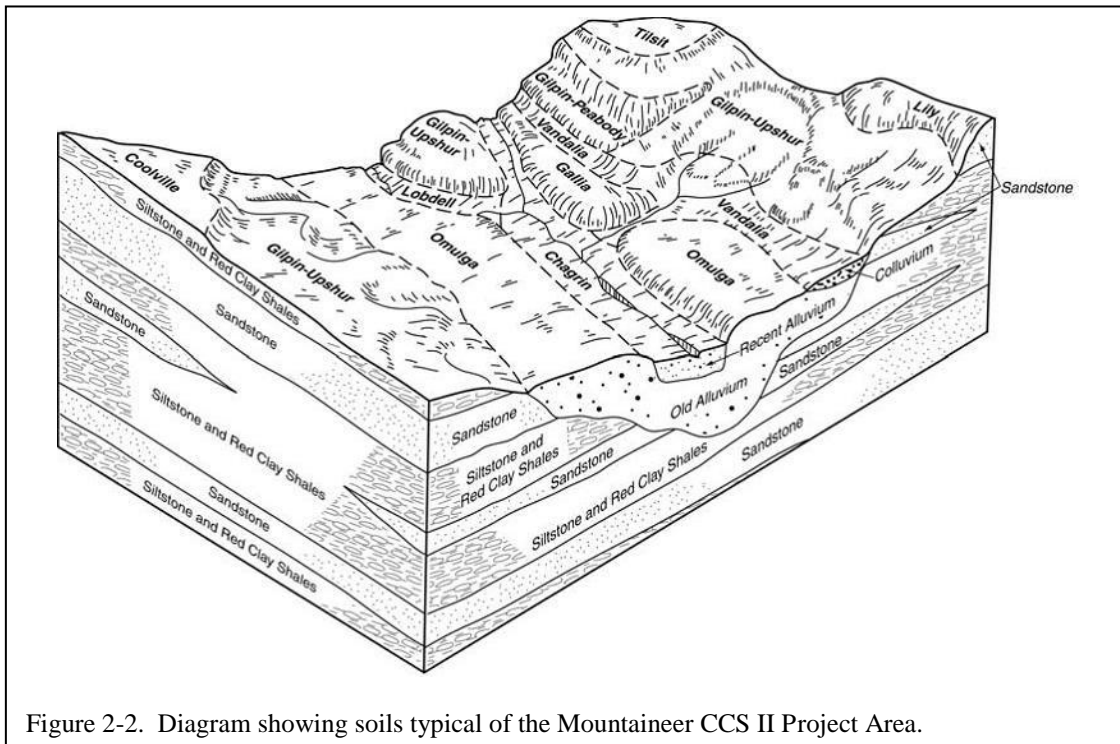 Tilsit
Gilpin-Peabody
Gilpin-Upshur
Lily
Gilpin-
Upshur
Vandalia
Gallia
Sandstone
Coolville
Lobdell
Vandalia
Omulga
Chagrin
Omulga
Colluvium
Gilpin-Upshur
Siltstone and Red Clay Shales
Sandstone
Sandstone
Recent Alluvium
Sandstone
Old Alluvium
Sandstone
Siltstone and
Red Clay Shales
Sandstone
Siltstone and Red Clay Shales
Sandstone
Siltstone and Red Clay Shales
Sandstone
Siltstone and Red Clay Shales
Figure 2-2. Diagram showing soils typical of the Mountaineer CCS II Project Area.